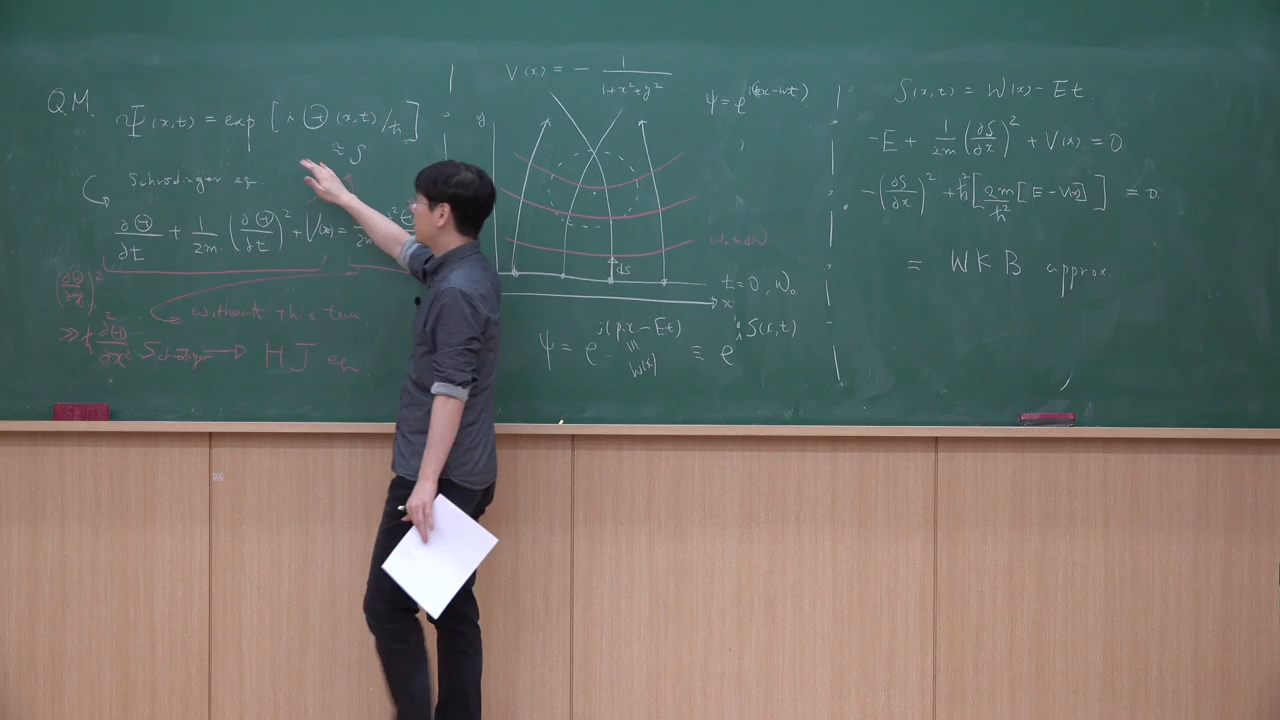 Q.M.
Ψ(x,t) = exp [ i Θ(x,t)/ħ ]
≈ S
Schrödinger eq.
∂Θ/∂t + 1/2m (∂Θ/∂t)² + V(x) =
(∂Θ/∂x)²
≫ ħ ∂²Θ/∂x²
without this term
Schrödinger → HJ eq.
V(x) = - 1/(1+x²+y²)
ψ = e^{i(kx-ωt)}
y
W₀+dW
ds
t=0, W₀
x
ψ = e^{i(p·x - Et)} ≡ e^{i S(x,t)}
W(x)
S(x,t) = W(x) - Et.
-E + 1/2m (∂S/∂x)² + V(x) = 0
-(∂S/∂x)² + ħ² [ 2m/ħ² [E - V(x)] ] = 0.
= WKB approx